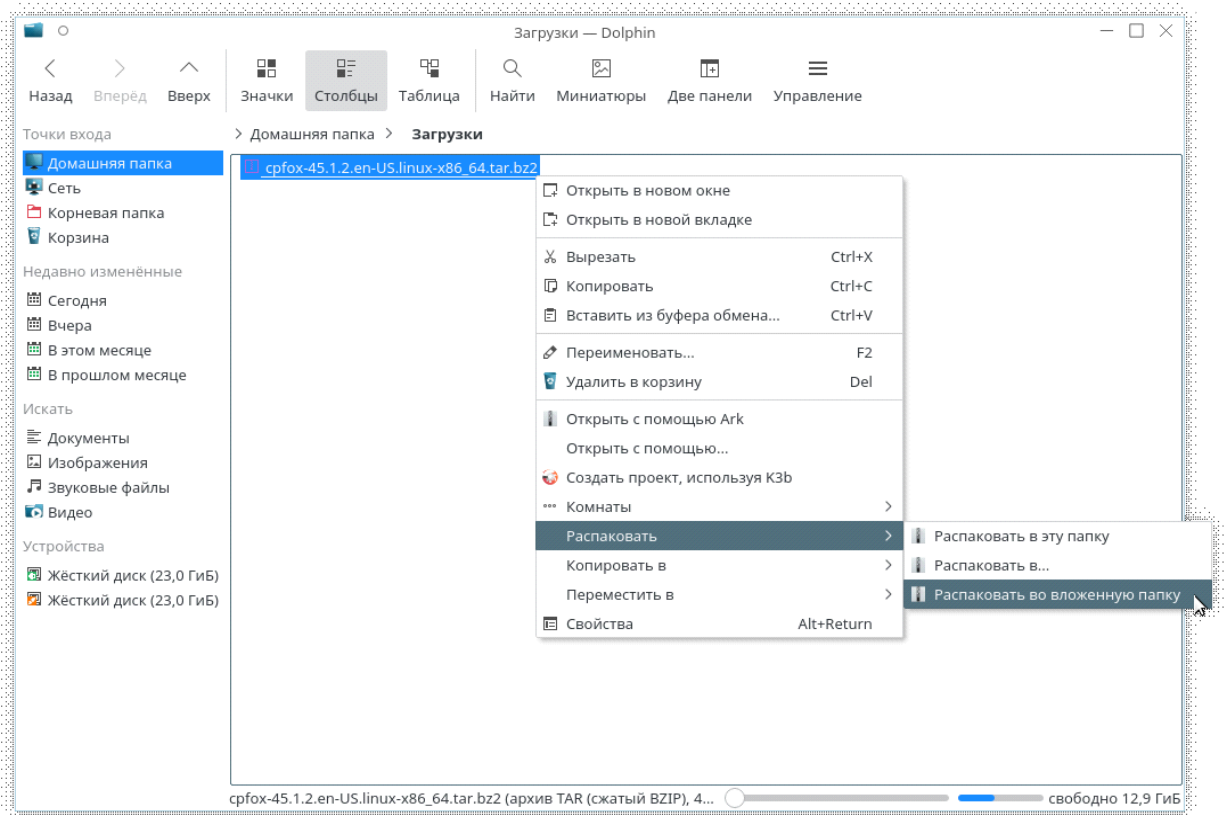 Загрузки — Dolphin
Назад Вперёд Вверх Значки Столбцы Таблица Найти Миниатюры Две панели Управление
Точки входа
Домашняя папка
Сеть
Корневая папка
Корзина
Недавно изменённые
Сегодня
Вчера
В этом месяце
В прошлом месяце
Искать
Документы
Изображения
Звуковые файлы
Видео
Устройства
Жёсткий диск (23,0 ГиБ)
Жёсткий диск (23,0 ГиБ)
> Домашняя папка > Загрузки
cpfox-45.1.2.en-US.linux-x86_64.tar.bz2
Открыть в новом окне
Открыть в новой вкладке
Вырезать Ctrl+X
Копировать Ctrl+C
Вставить из буфера обмена... Ctrl+V
Переименовать... F2
Удалить в корзину Del
Открыть с помощью Ark
Открыть с помощью...
Создать проект, используя K3b
Комнаты
Распаковать
Копировать в
Переместить в
Свойства Alt+Return
Распаковать в эту папку
Распаковать в...
Распаковать во вложенную папку
cpfox-45.1.2.en-US.linux-x86_64.tar.bz2 (архив TAR (сжатый BZIP), 4... свободно 12,9 ГиБ